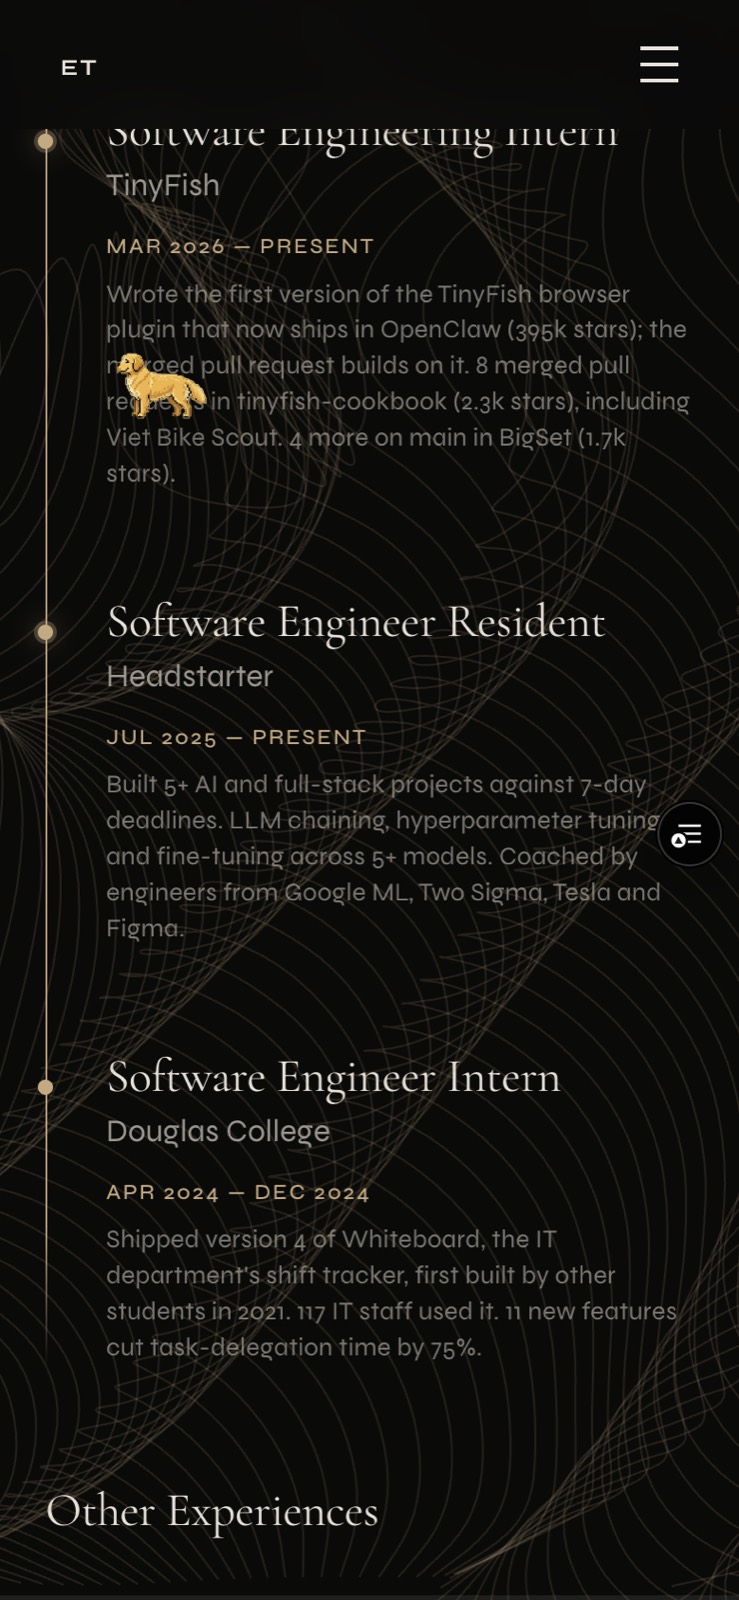 ET
Software Engineering Intern
TinyFish
MAR 2026 — PRESENT
Wrote the first version of the TinyFish browser
plugin that now ships in OpenClaw (395k stars); the
merged pull request builds on it. 8 merged pull
requests in tinyfish-cookbook (2.3k stars), including
Viet Bike Scout. 4 more on main in BigSet (1.7k
stars).
Software Engineer Resident
Headstarter
JUL 2025 — PRESENT
Built 5+ AI and full-stack projects against 7-day
deadlines. LLM chaining, hyperparameter tuning
and fine-tuning across 5+ models. Coached by
engineers from Google ML, Two Sigma, Tesla and
Figma.
Software Engineer Intern
Douglas College
APR 2024 — DEC 2024
Shipped version 4 of Whiteboard, the IT
department's shift tracker, first built by other
students in 2021. 117 IT staff used it. 11 new features
cut task-delegation time by 75%.
Other Experiences